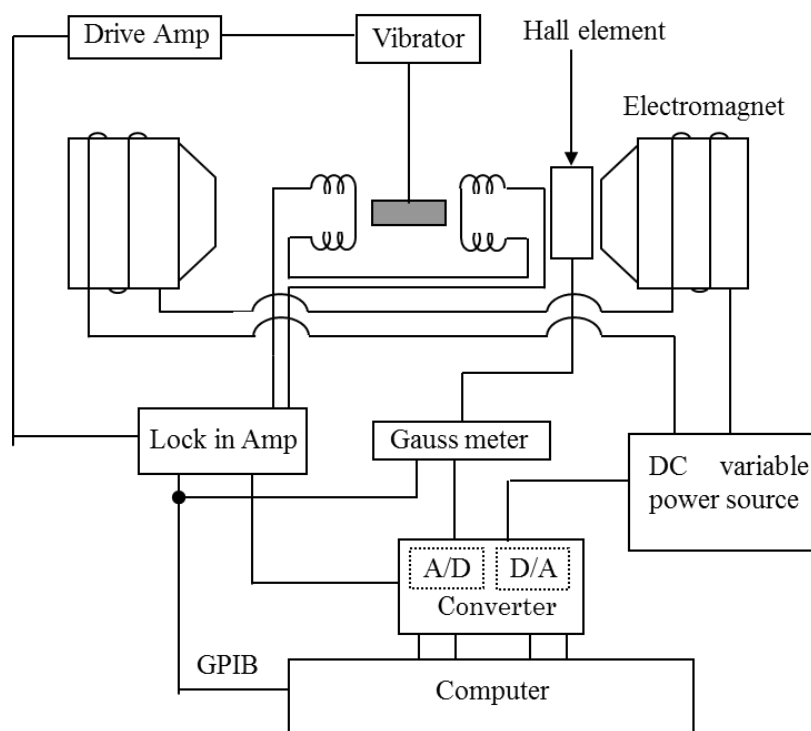 Drive Amp
Vibrator
Hall element
Electromagnet
Lock in Amp
Gauss meter
DC variable
power source
A/D
D/A
Converter
GPIB
Computer